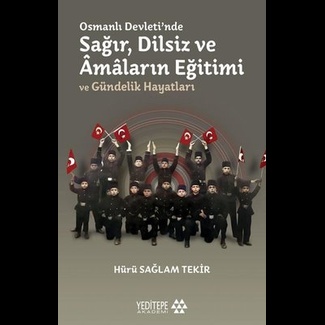 Osmanlı Devleti'nde
Sağır, Dilsiz ve
Âmâların Eğitimi
ve Gündelik Hayatları
Hürü SAĞLAM TEKİR
YEDİTEPE
AKADEMİ